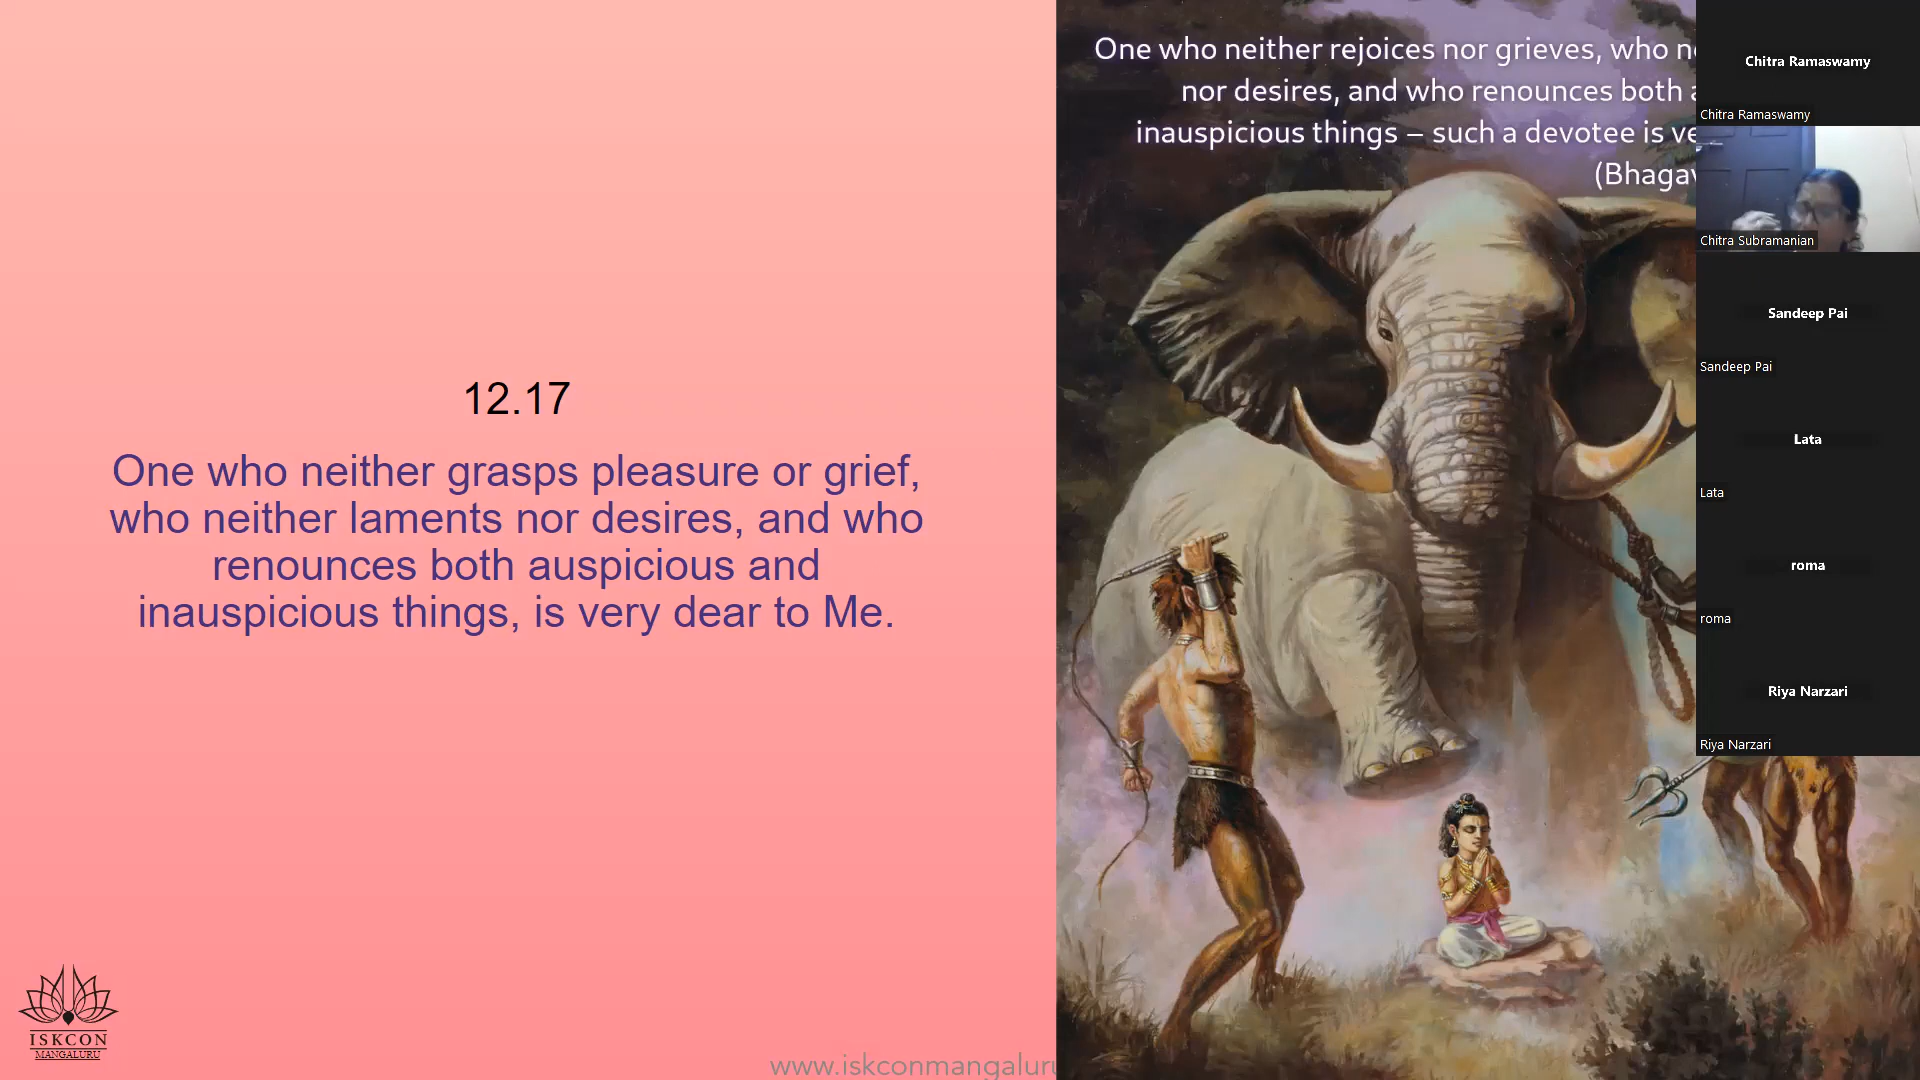 12.17
One who neither grasps pleasure or grief,
who neither laments nor desires, and who
renounces both auspicious and
inauspicious things, is very dear to Me.
ISKCON
MANGALURU
www.iskconmangaluru
One who neither rejoices nor grieves, who
nor desires, and who renounces both
inauspicious things – such a devotee is
(Bhagav
Chitra Ramaswamy
Chitra Ramaswamy
Chitra Subramanian
Sandeep Pai
Sandeep Pai
Lata
Lata
roma
roma
Riya Narzari
Riya Narzari